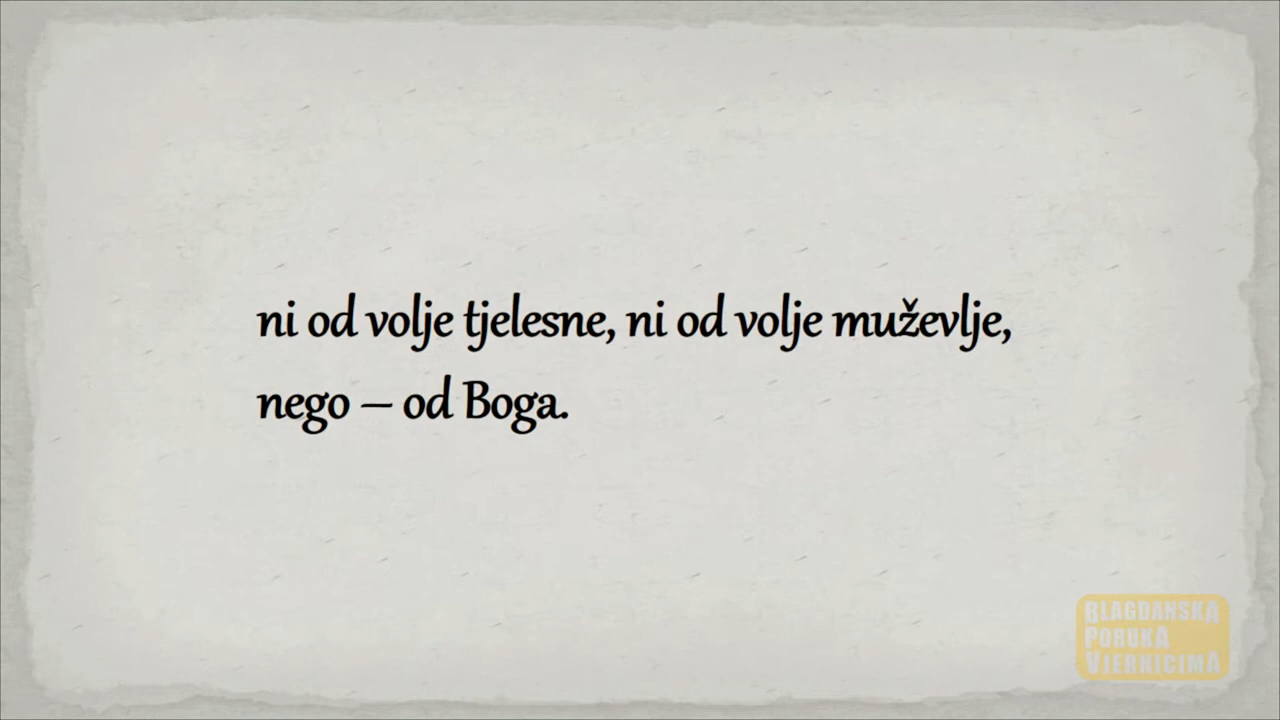 ni od volje tjelesne, ni od volje muževlje,
nego – od Boga.
BLAGDANSKA
PORUKA
VJERNICIMA